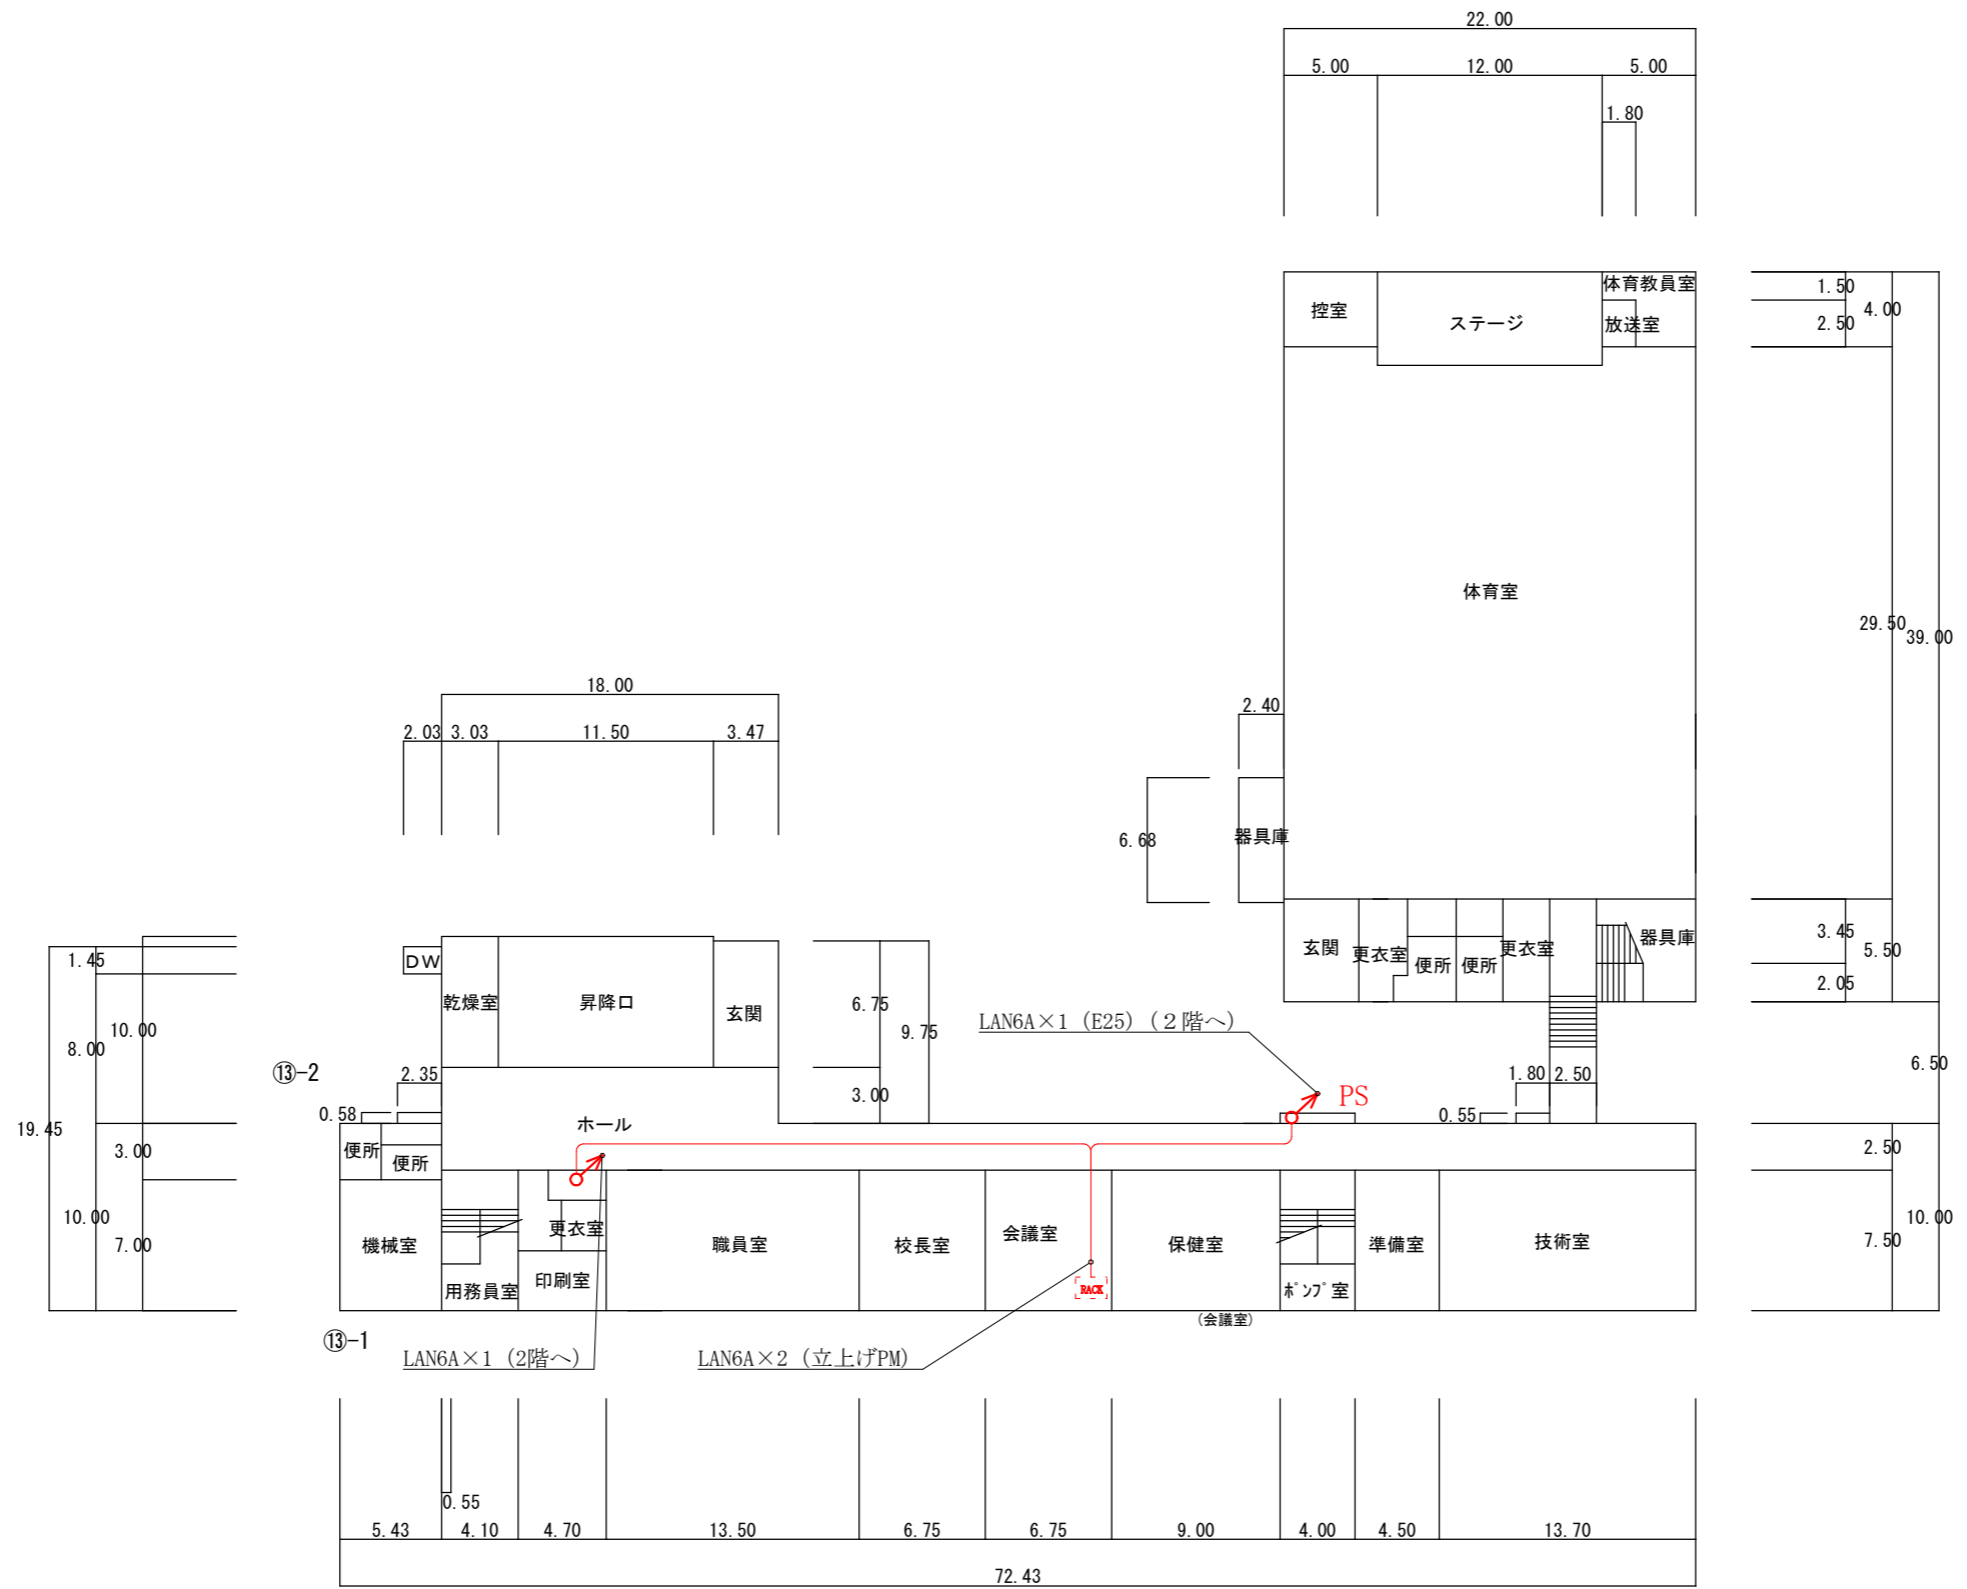 22.00
5.00 12.00 5.00
1.80
体育教員室
控室 ステージ 放送室
1.50
2.50
4.00
体育室
29.50
39.00
18.00
2.03 3.03 11.50 3.47
2.40
6.68
器具庫
玄関 更衣室 便所 便所 更衣室 器具庫
3.45
2.05
5.50
1.45
8.00
10.00
19.45
3.00
10.00
7.00
DW
乾燥室 昇降口 玄関
6.75
9.75
3.00
LAN6A×1 (E25) (２階へ)
PS
⑬-2
2.35
0.58
1.80 2.50
0.55
6.50
ホール
便所 便所
2.50
7.50
10.00
機械室 用務員室 更衣室 印刷室 職員室 校長室 会議室 保健室 ﾎﾟﾝﾌﾟ室 準備室 技術室
RACK
(会議室)
⑬-1
LAN6A×1 (2階へ)
LAN6A×2 (立上げPM)
0.55
5.43 4.10 4.70 13.50 6.75 6.75 9.00 4.00 4.50 13.70
72.43